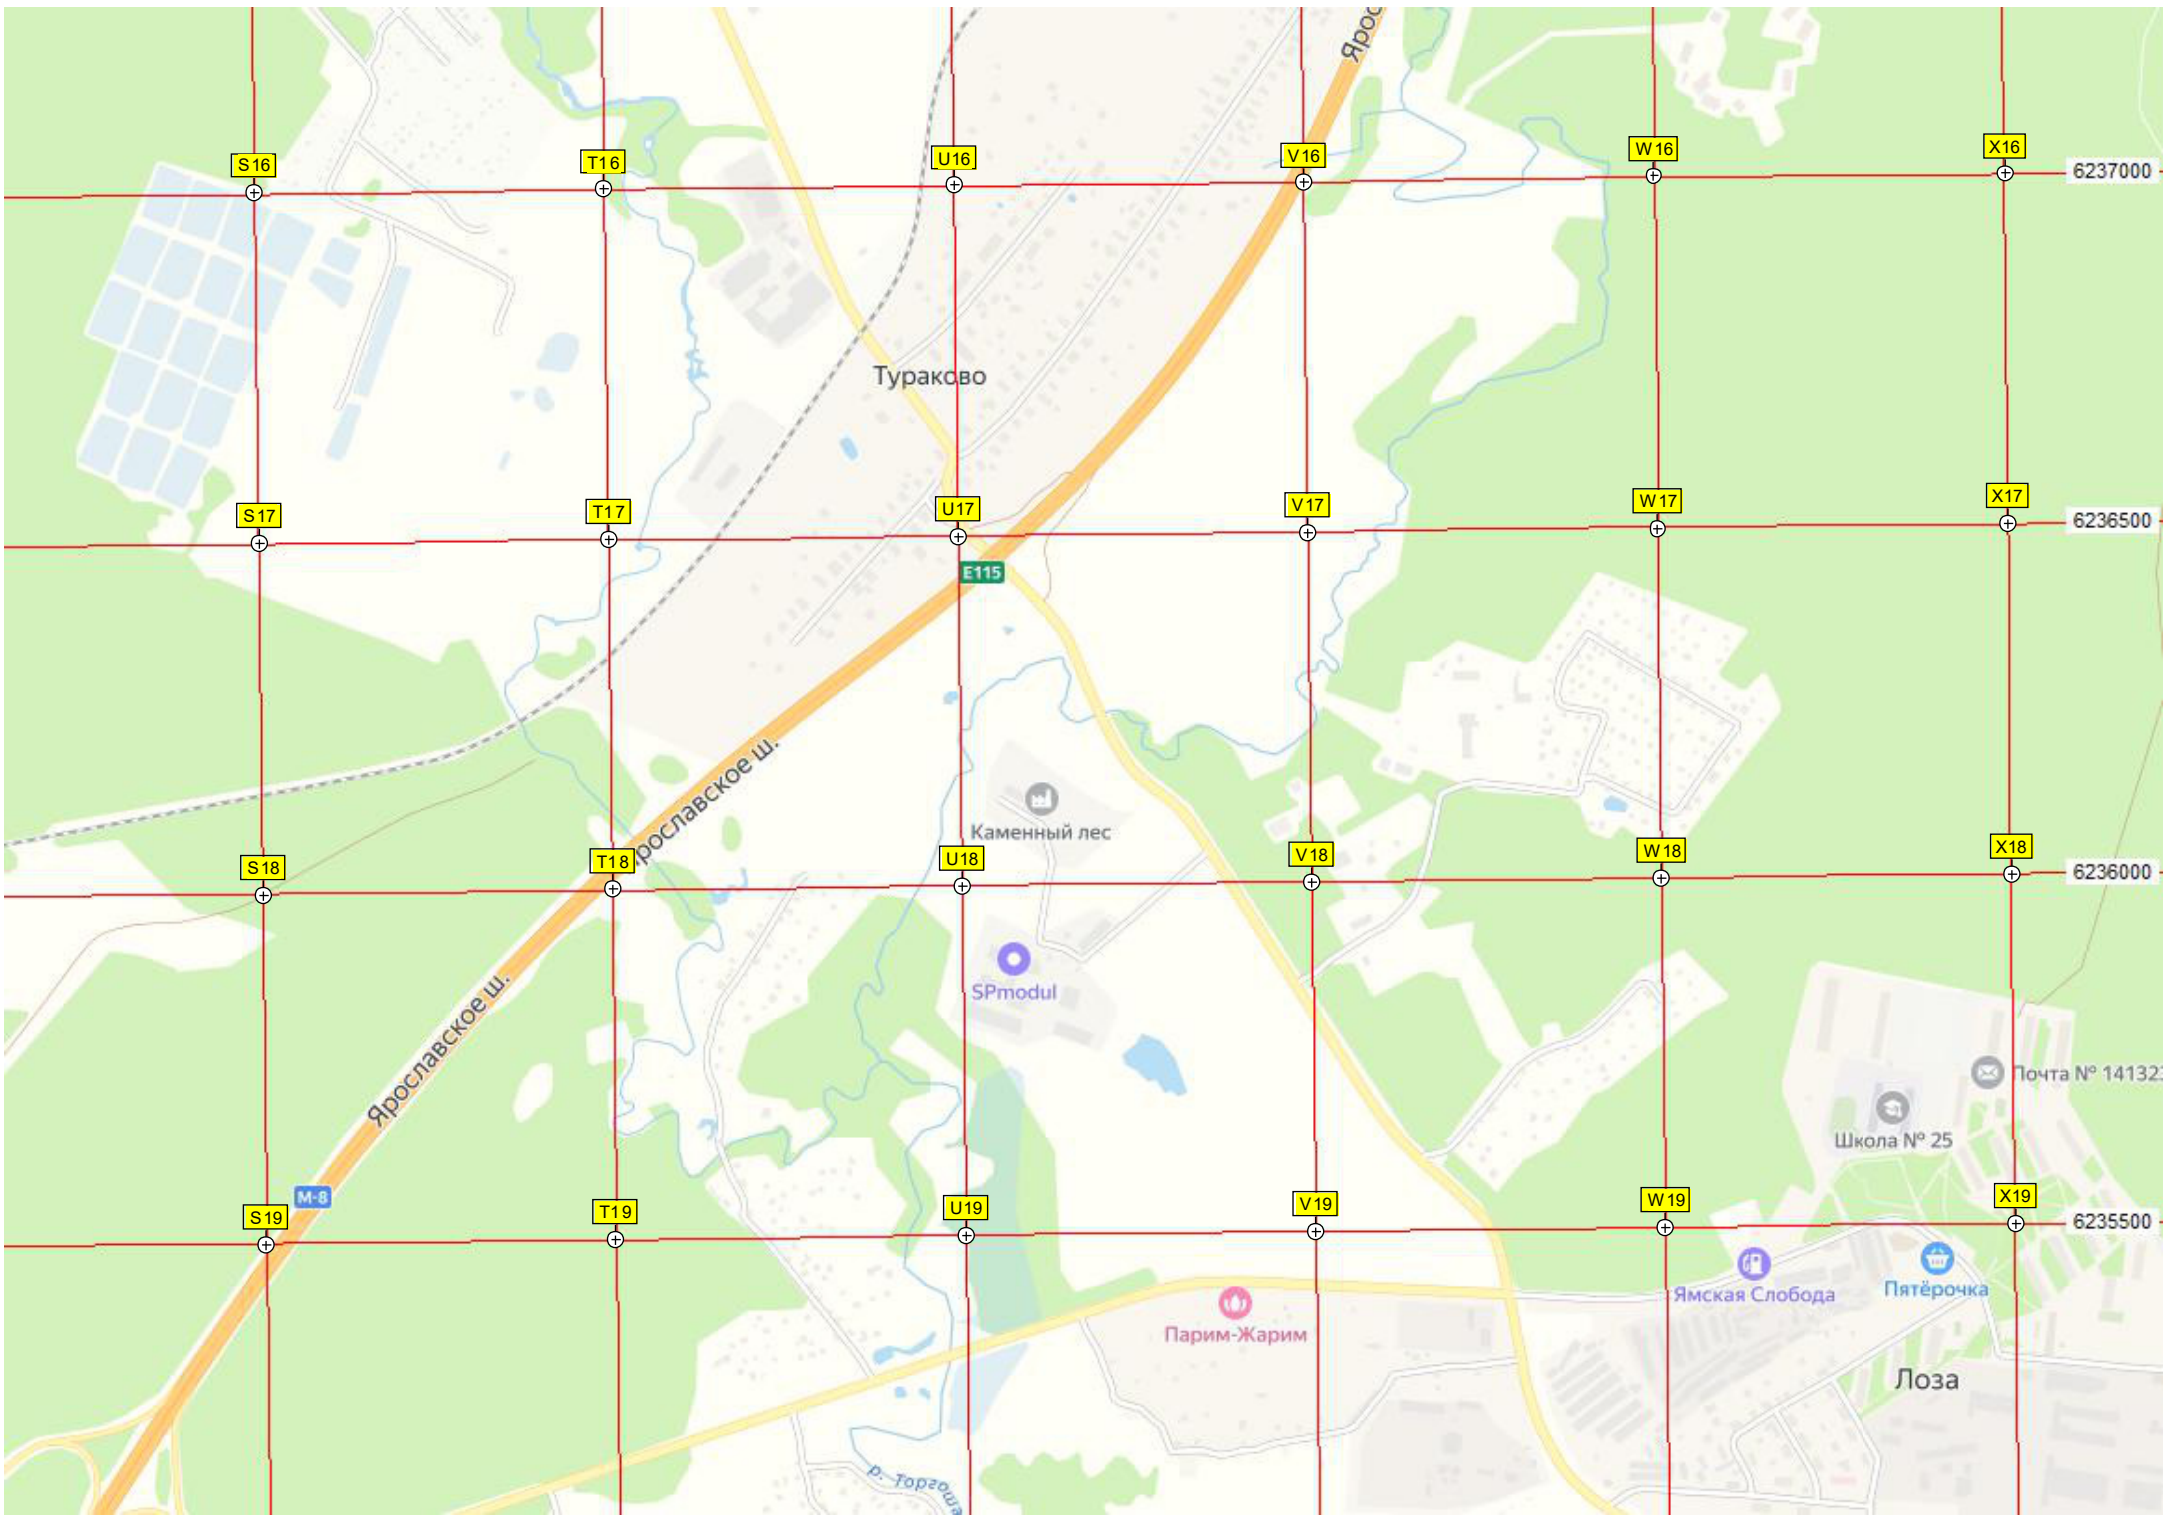 Ярос
S16
T16
U16
V16
W16
X16
6237000
Тураково
S17
T17
U17
V17
W17
X17
6236500
E115
Ярославское ш.
Каменный лес
S18
T18
U18
V18
W18
X18
6236000
SPmodul
Ярославское ш.
Почта № 14132
Школа № 25
М-8
S19
T19
U19
V19
W19
X19
6235500
Ямская Слобода
Пятёрочка
Парим-Жарим
Лоза
р. Торгоша